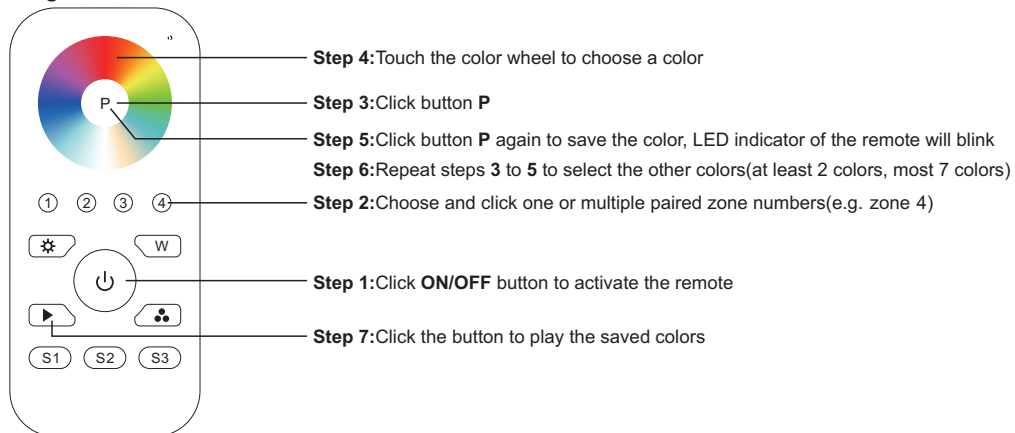 Step 4:Touch the color wheel to choose a color
P
Step 3:Click button P
Step 5:Click button P again to save the color, LED indicator of the remote will blink
Step 6:Repeat steps 3 to 5 to select the other colors(at least 2 colors, most 7 colors)
1 2 3 4
Step 2:Choose and click one or multiple paired zone numbers(e.g. zone 4)
W
Step 1:Click ON/OFF button to activate the remote
Step 7:Click the button to play the saved colors
S1 S2 S3